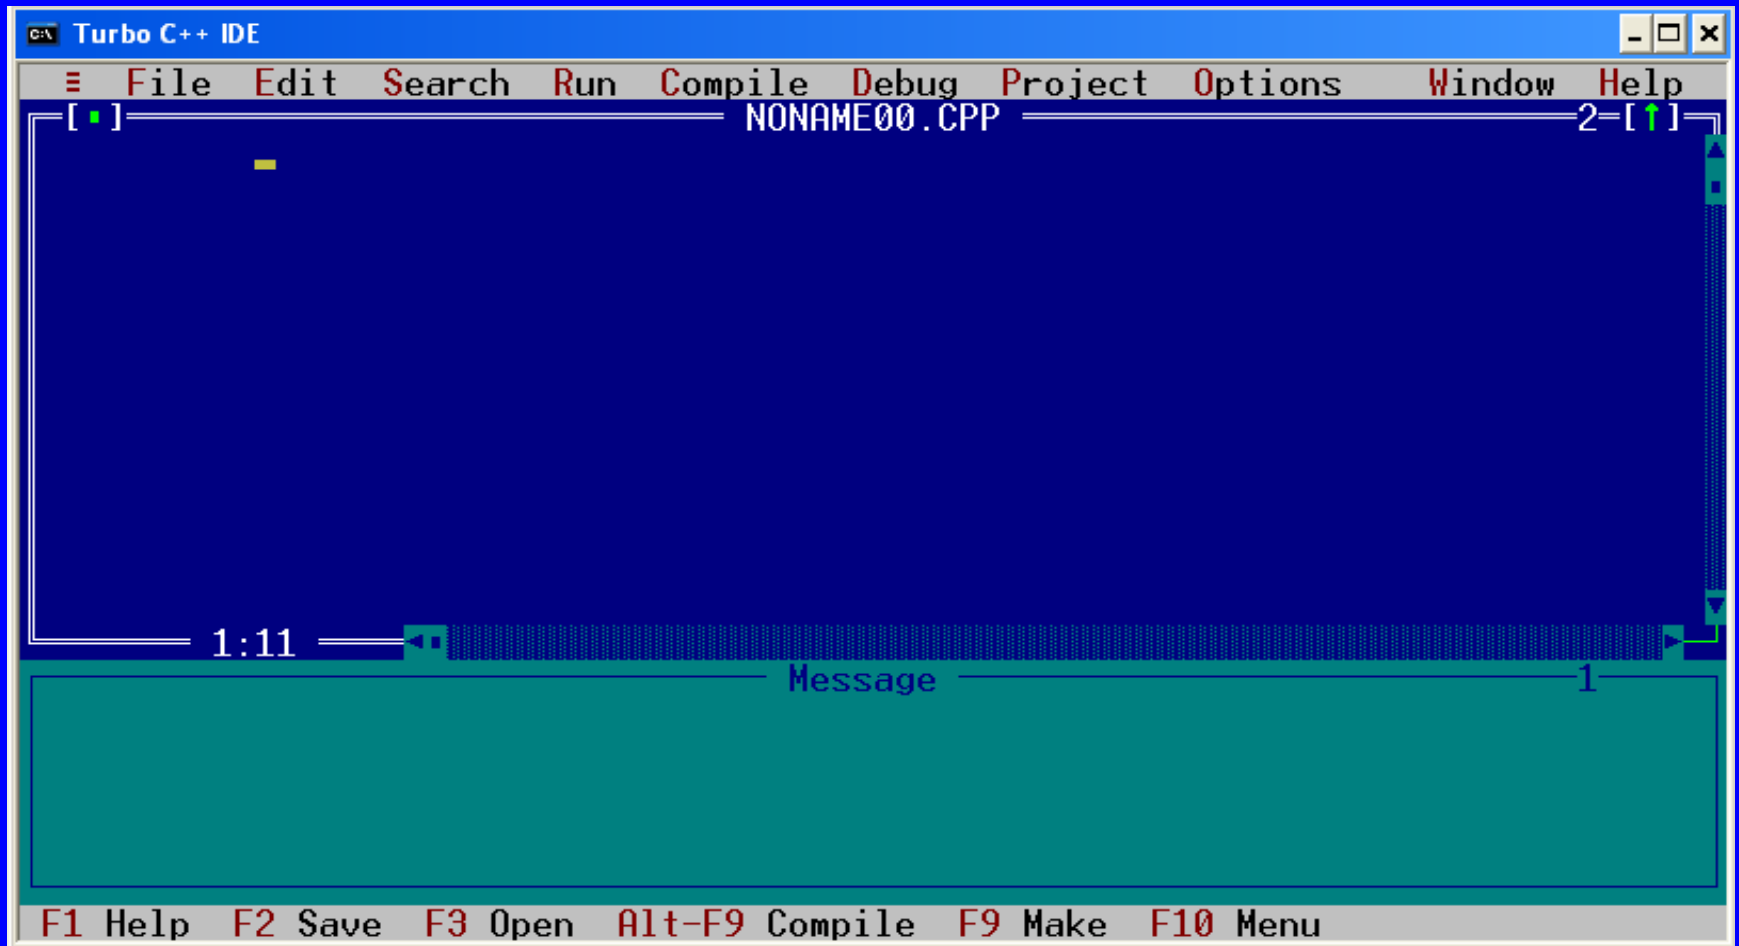 Turbo C++ IDE
≡ File Edit Search Run Compile Debug Project Options Window Help
[▪] NONAME00.CPP 2=[↑]
1:11
Message 1
F1 Help F2 Save F3 Open Alt-F9 Compile F9 Make F10 Menu